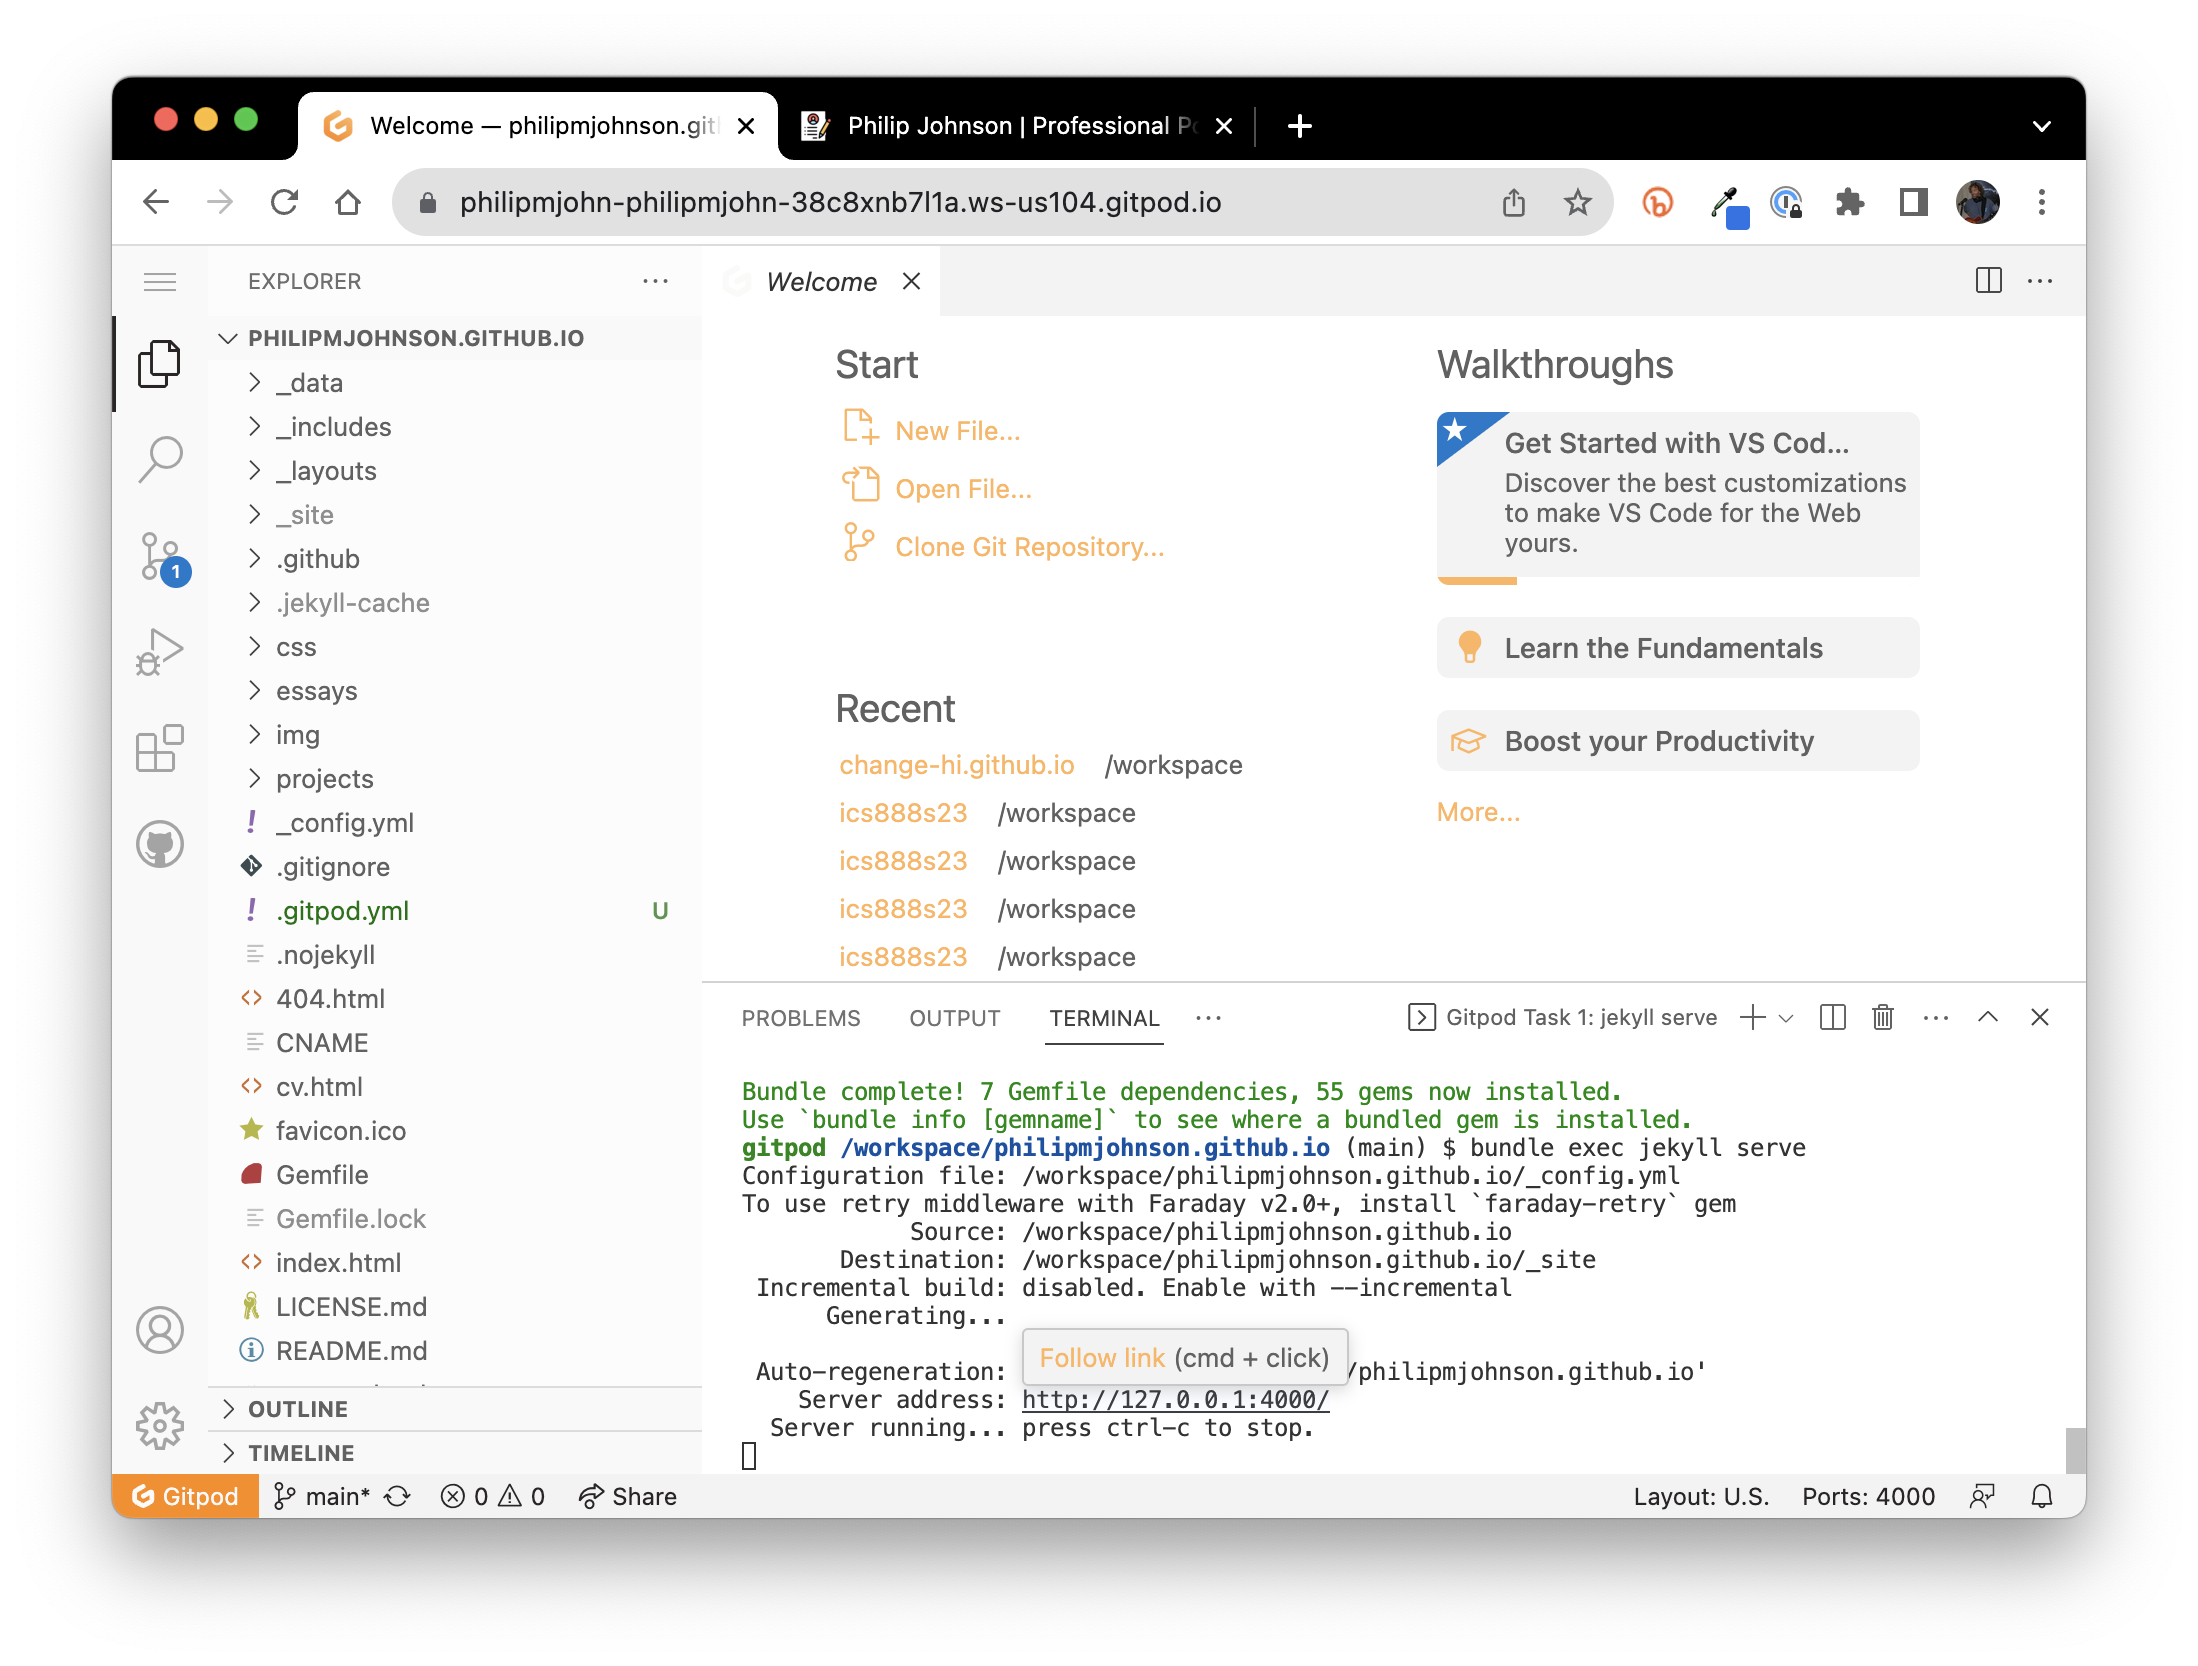 Welcome — philipmjohnson.git
Philip Johnson | Professional Po
philipmjohn-philipmjohn-38c8xnb7l1a.ws-us104.gitpod.io
EXPLORER
PHILIPMJOHNSON.GITHUB.IO
_data
_includes
_layouts
_site
.github
.jekyll-cache
css
essays
img
projects
_config.yml
.gitignore
.gitpod.yml U
.nojekyll
404.html
CNAME
cv.html
favicon.ico
Gemfile
Gemfile.lock
index.html
LICENSE.md
README.md
OUTLINE
TIMELINE
1
Welcome
Start
New File...
Open File...
Clone Git Repository...
Recent
change-hi.github.io /workspace
ics888s23 /workspace
ics888s23 /workspace
ics888s23 /workspace
ics888s23 /workspace
Walkthroughs
Get Started with VS Cod...
Discover the best customizations
to make VS Code for the Web
yours.
Learn the Fundamentals
Boost your Productivity
More...
PROBLEMS OUTPUT TERMINAL
Gitpod Task 1: jekyll serve
Bundle complete! 7 Gemfile dependencies, 55 gems now installed.
Use `bundle info [gemname]` to see where a bundled gem is installed.
gitpod /workspace/philipmjohnson.github.io (main) $ bundle exec jekyll serve
Configuration file: /workspace/philipmjohnson.github.io/_config.yml
To use retry middleware with Faraday v2.0+, install `faraday-retry` gem
Source: /workspace/philipmjohnson.github.io
Destination: /workspace/philipmjohnson.github.io/_site
Incremental build: disabled. Enable with --incremental
Generating...
Follow link (cmd + click)
Auto-regeneration: /philipmjohnson.github.io'
Server address: http://127.0.0.1:4000/
Server running... press ctrl-c to stop.
Gitpod main* 0 0 Share
Layout: U.S. Ports: 4000